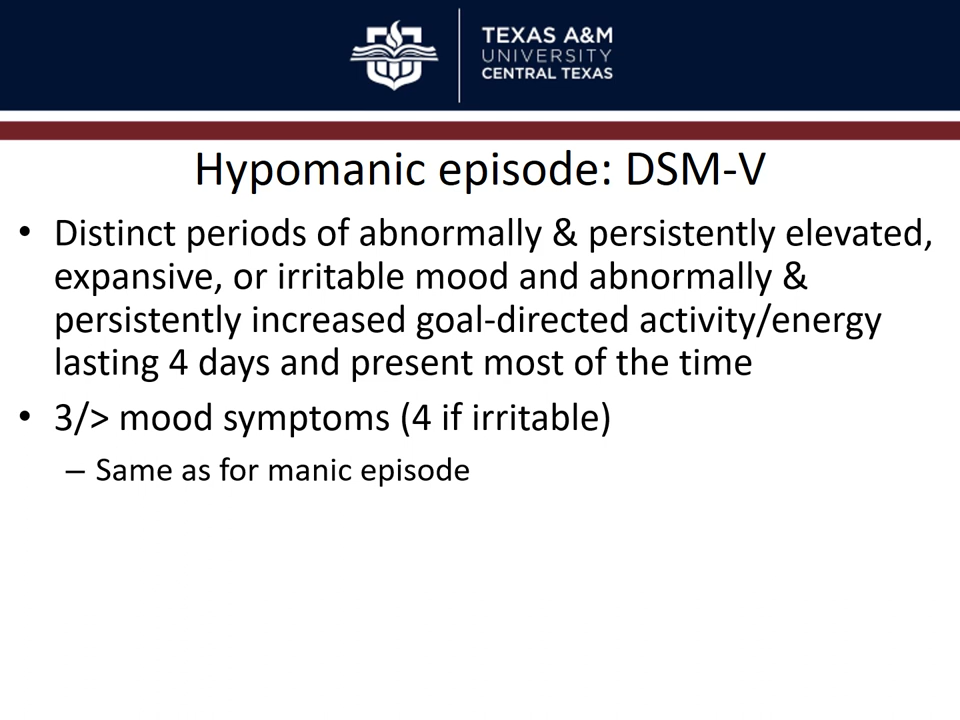 TEXAS A&M
UNIVERSITY
CENTRAL TEXAS
Hypomanic episode: DSM-V
• Distinct periods of abnormally & persistently elevated,
expansive, or irritable mood and abnormally &
persistently increased goal-directed activity/energy
lasting 4 days and present most of the time
• 3/> mood symptoms (4 if irritable)
– Same as for manic episode